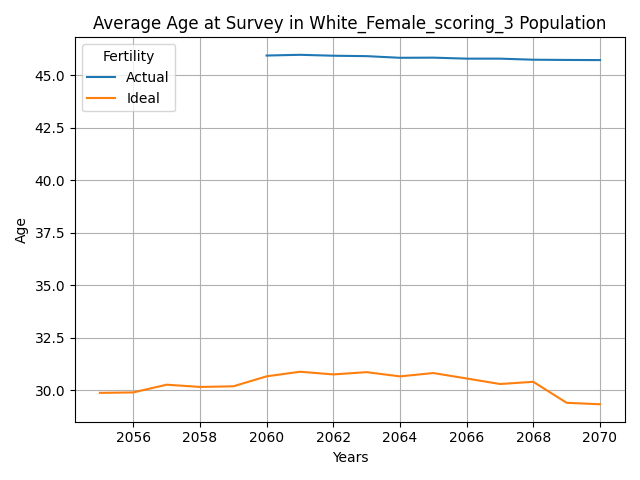 Average Age at Survey in White_Female_scoring_3 Population
Fertility
Actual
Ideal
45.0
42.5
40.0
37.5
35.0
32.5
30.0
Age
2056 2058 2060 2062 2064 2066 2068 2070
Years